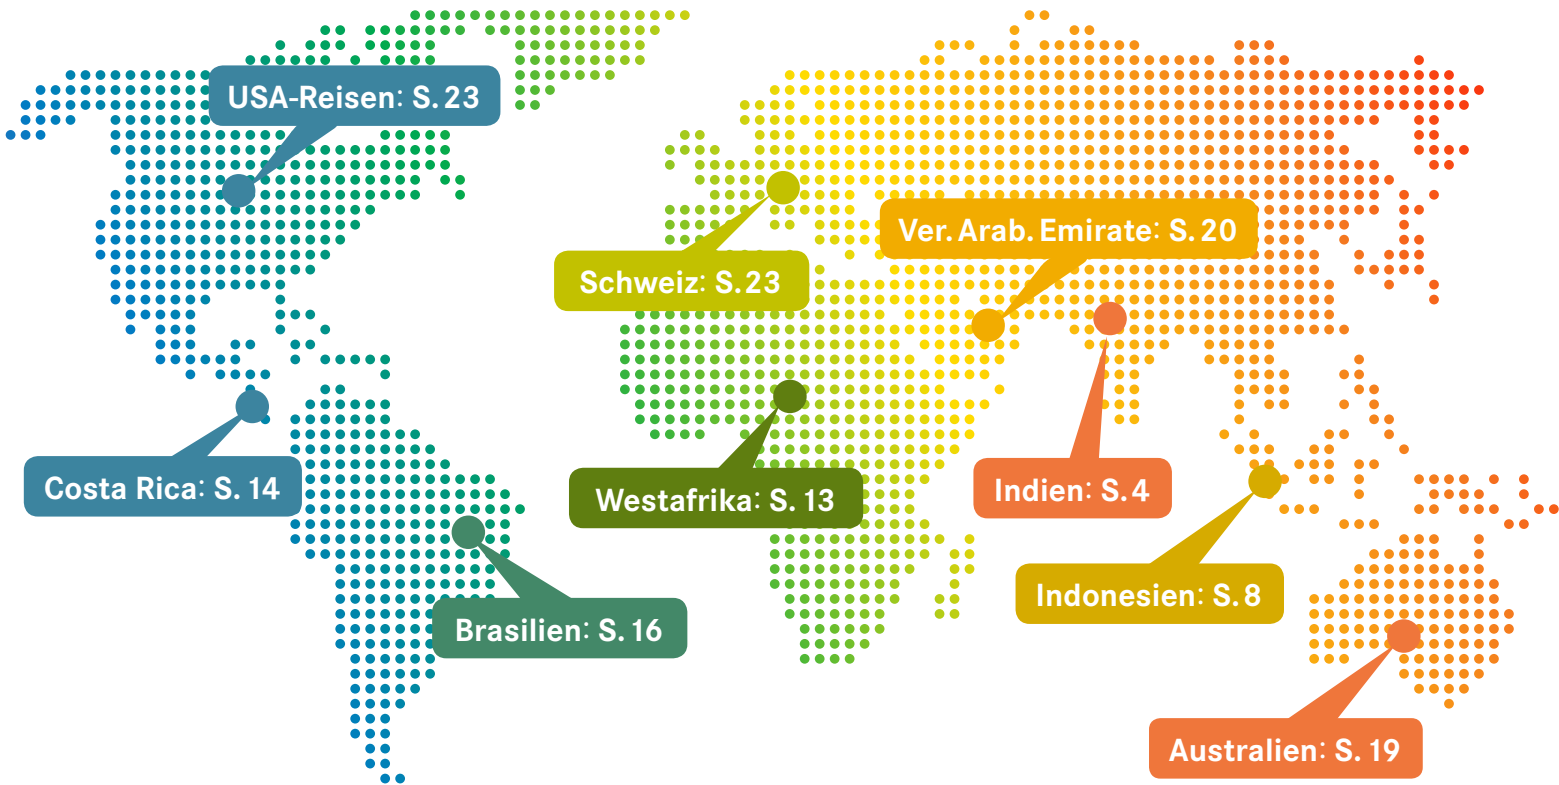 USA-Reisen: S. 23
Ver. Arab. Emirate: S. 20
Schweiz: S. 23
Costa Rica: S. 14
Westafrika: S. 13
Indien: S. 4
Indonesien: S. 8
Brasilien: S. 16
Australien: S. 19